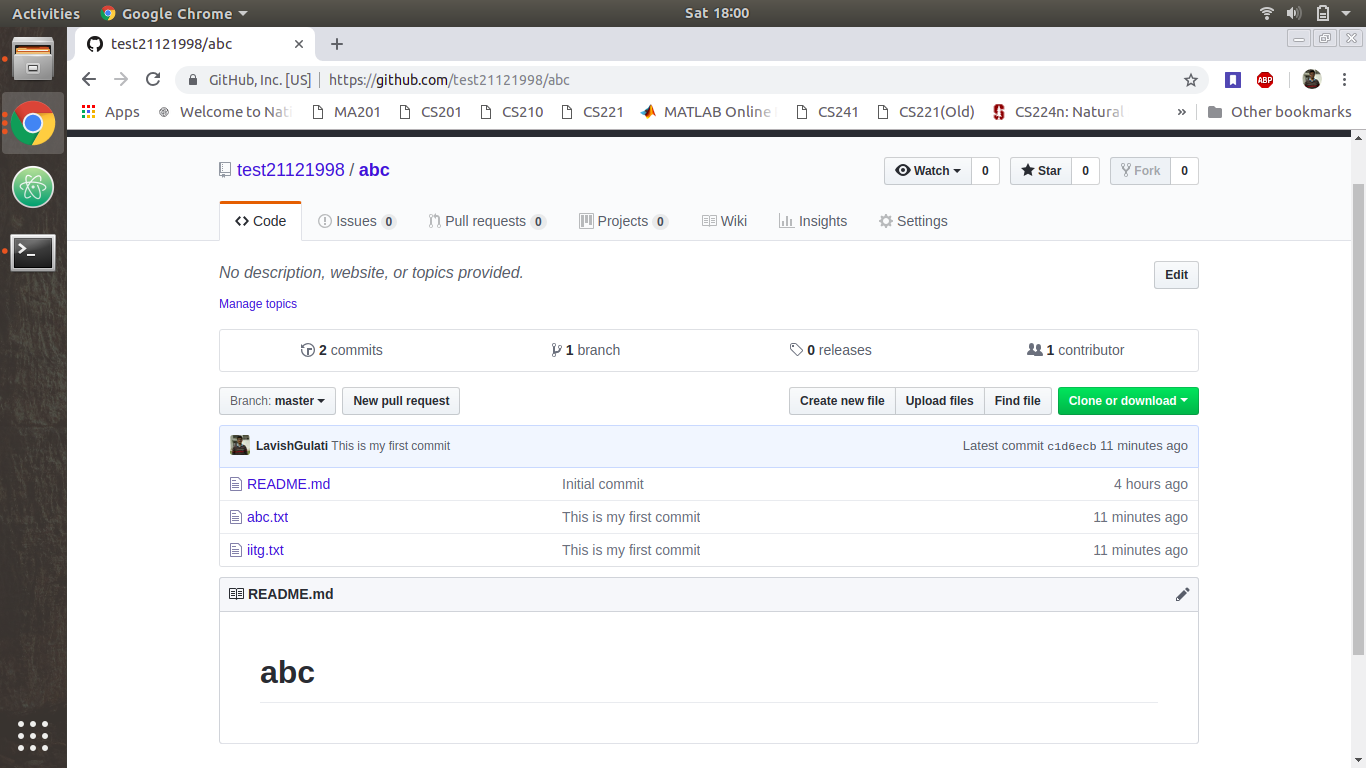 Activities Google Chrome Sat 18:00
test21121998/abc
GitHub, Inc. [US] https://github.com/test21121998/abc ABP
Apps Welcome to Nati MA201 CS201 CS210 CS221 MATLAB Online CS241 CS221(Old) CS224n: Natural » Other bookmarks
test21121998 / abc Watch 0 Star 0 Fork 0
Code Issues 0 Pull requests 0 Projects 0 Wiki Insights Settings
No description, website, or topics provided. Edit
Manage topics
2 commits 1 branch 0 releases 1 contributor
Branch: master New pull request Create new file Upload files Find file Clone or download
LavishGulati This is my first commit Latest commit c1d6ecb 11 minutes ago
README.md Initial commit 4 hours ago
abc.txt This is my first commit 11 minutes ago
iitg.txt This is my first commit 11 minutes ago
README.md
abc